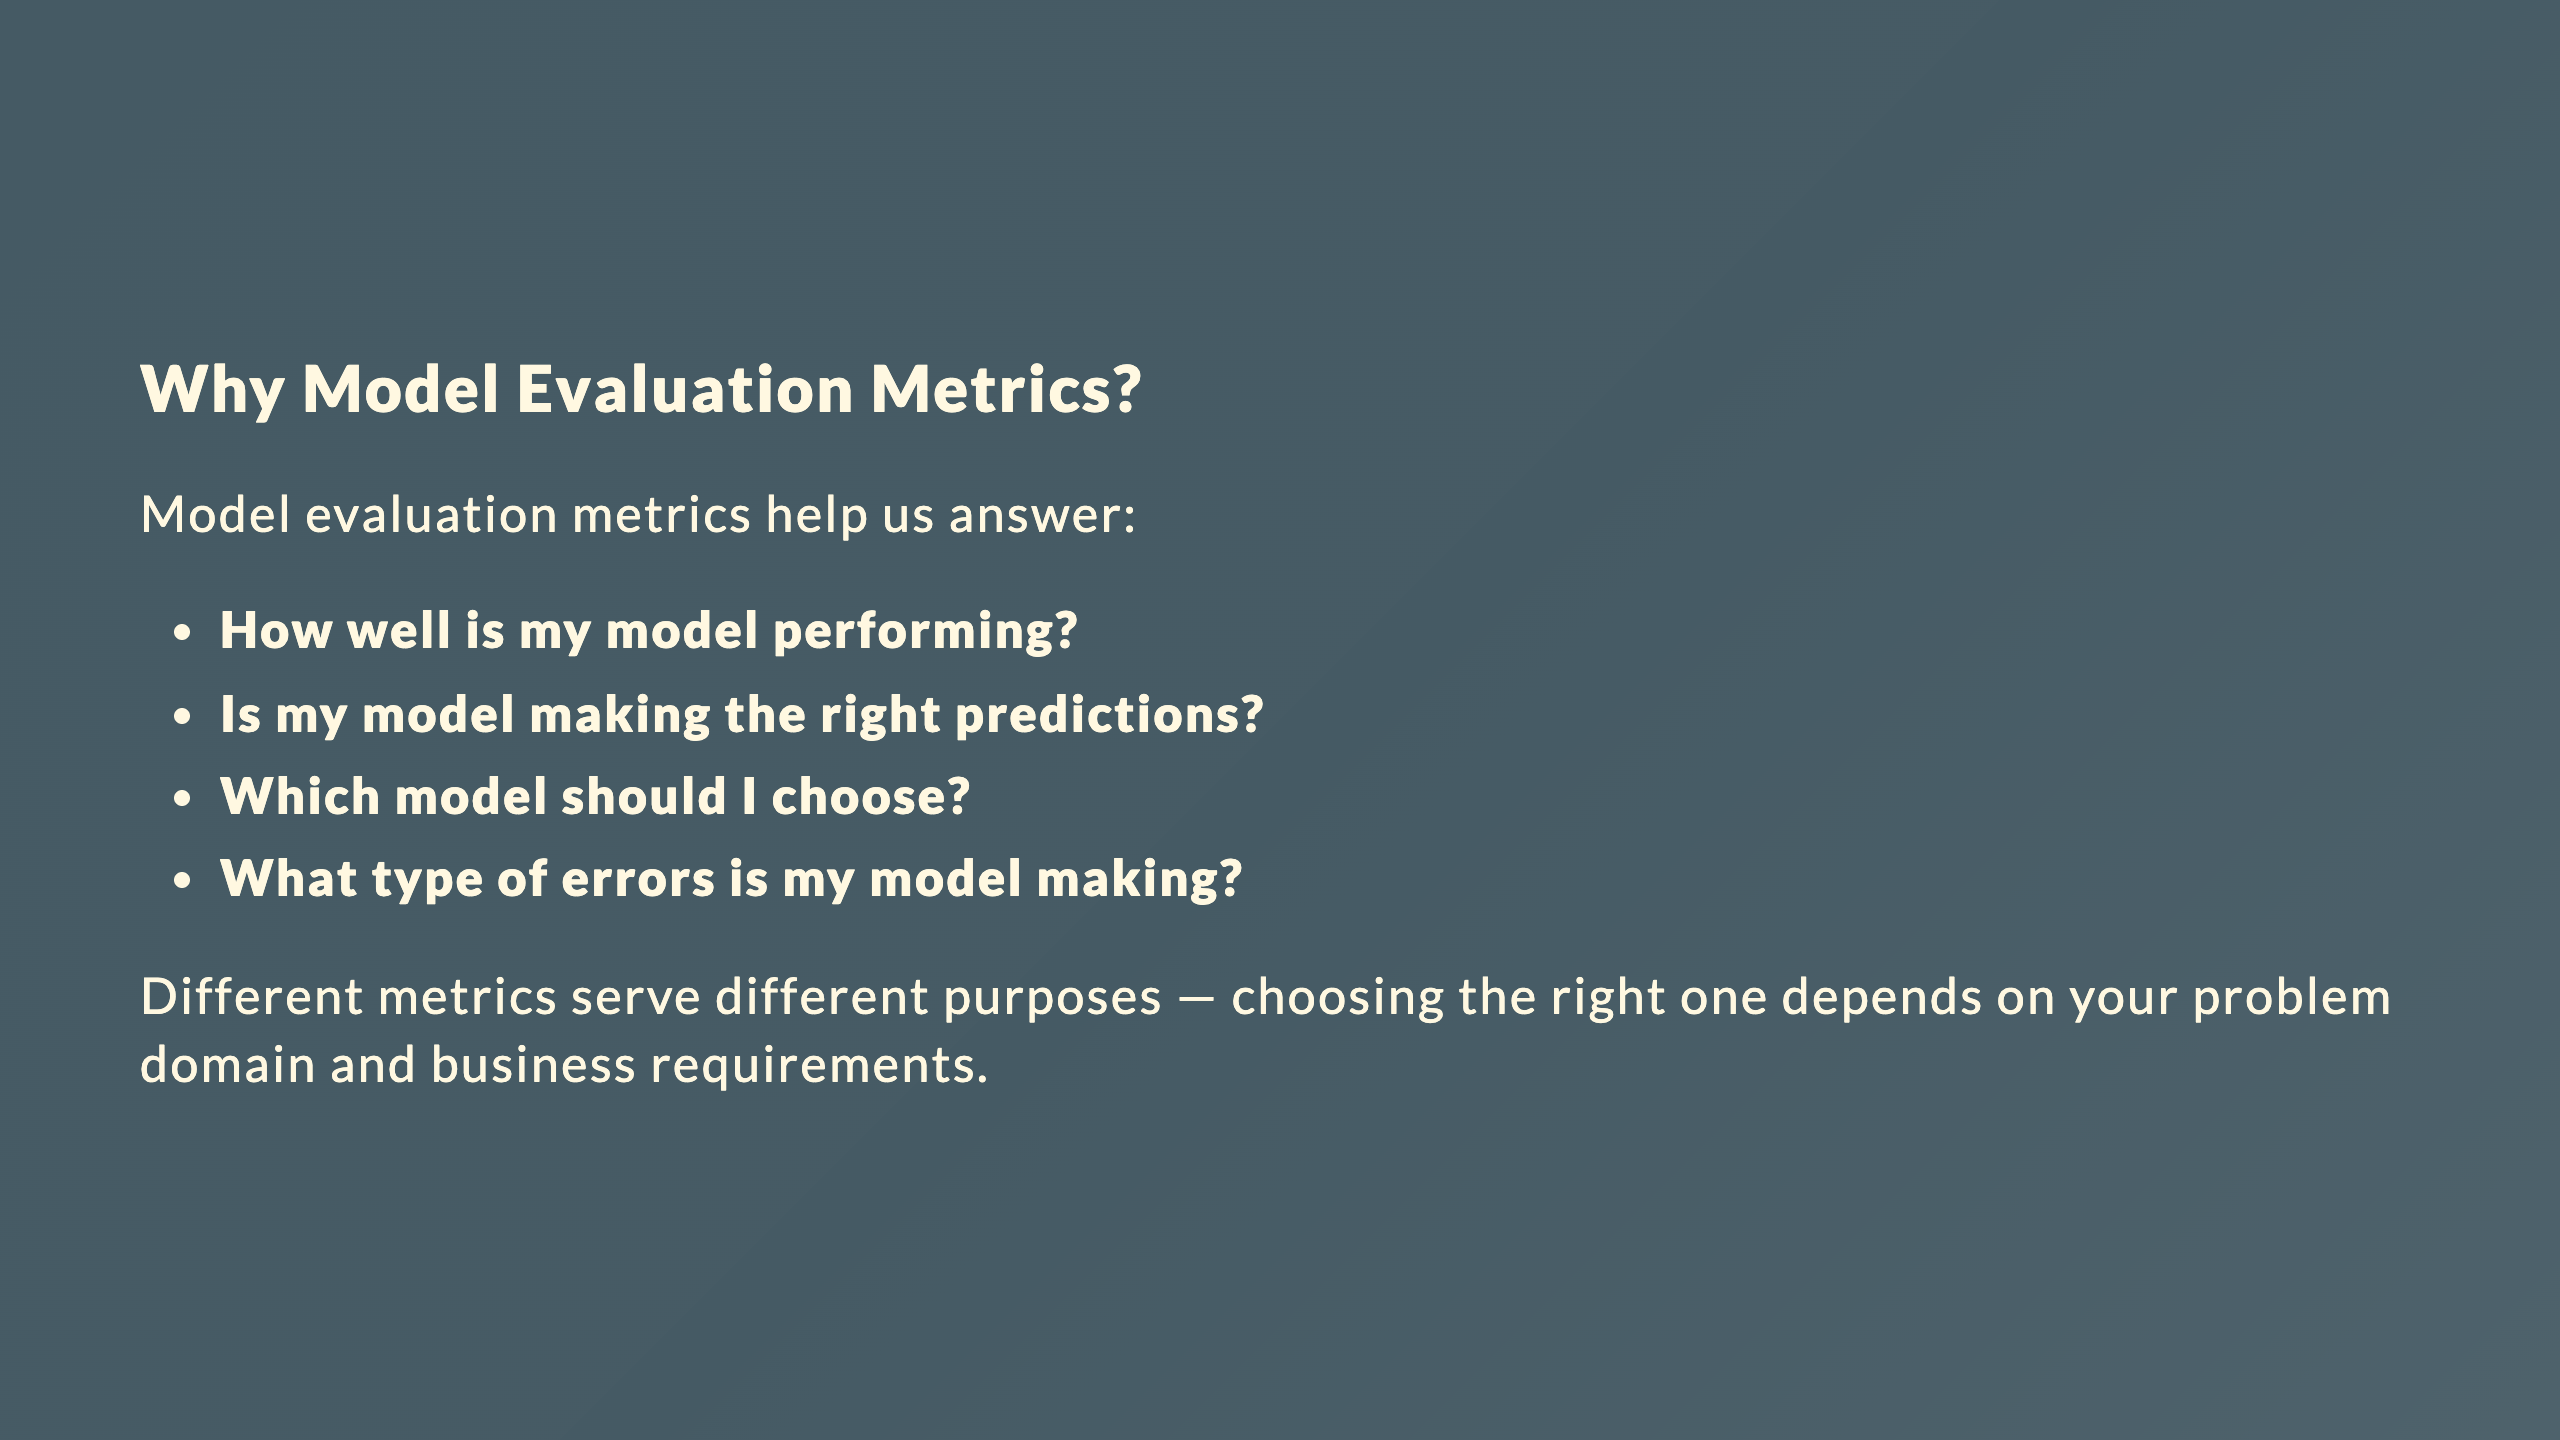 Why Model Evaluation Metrics?
Model evaluation metrics help us answer:
• How well is my model performing?
• Is my model making the right predictions?
• Which model should I choose?
• What type of errors is my model making?
Different metrics serve different purposes — choosing the right one depends on your problem
domain and business requirements.